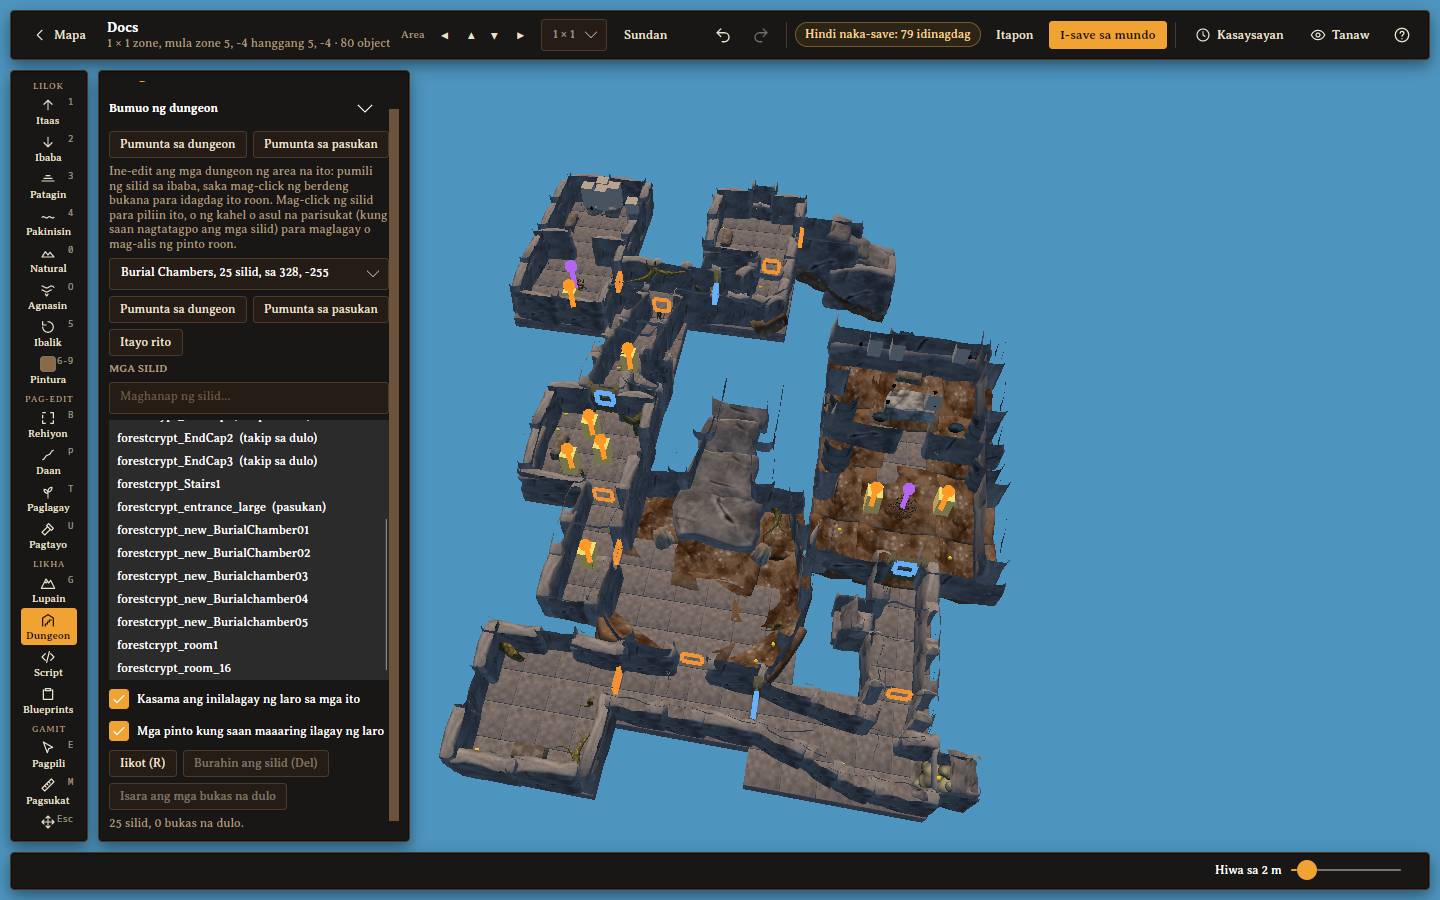 Mapa
Docs
1 × 1 zone, mula zone 5, -4 hanggang 5, -4 · 80 object
Area
1 × 1
Sundan
Hindi naka-save: 79 idinagdag
Itapon
I-save sa mundo
Kasaysayan
Tanaw
LILOK
1
Itaas
2
Ibaba
3
Patagin
4
Pakinisin
0
Natural
O
Agnasin
5
Ibalik
6-9
Pintura
PAG-EDIT
B
Rehiyon
P
Daan
T
Paglagay
U
Pagtayo
LIKHA
G
Lupain
Dungeon
Script
Blueprints
GAMIT
E
Pagpili
M
Pagsukat
Esc
Bumuo ng dungeon
Pumunta sa dungeon
Pumunta sa pasukan
Ine-edit ang mga dungeon ng area na ito: pumili
ng silid sa ibaba, saka mag-click ng berdeng
bukana para idagdag ito roon. Mag-click ng silid
para piliin ito, o ng kahel o asul na parisukat (kung
saan nagtatagpo ang mga silid) para maglagay o
mag-alis ng pinto roon.
Burial Chambers, 25 silid, sa 328, -255
Pumunta sa dungeon
Pumunta sa pasukan
Itayo rito
MGA SILID
Maghanap ng silid...
forestcrypt_EndCap2 (takip sa dulo)
forestcrypt_EndCap3 (takip sa dulo)
forestcrypt_Stairs1
forestcrypt_entrance_large (pasukan)
forestcrypt_new_BurialChamber01
forestcrypt_new_BurialChamber02
forestcrypt_new_Burialchamber03
forestcrypt_new_Burialchamber04
forestcrypt_new_Burialchamber05
forestcrypt_room1
forestcrypt_room_16
Kasama ang inilalagay ng laro sa mga ito
Mga pinto kung saan maaaring ilagay ng laro
Iikot (R)
Burahin ang silid (Del)
Isara ang mga bukas na dulo
25 silid, 0 bukas na dulo.
Hiwa sa 2 m